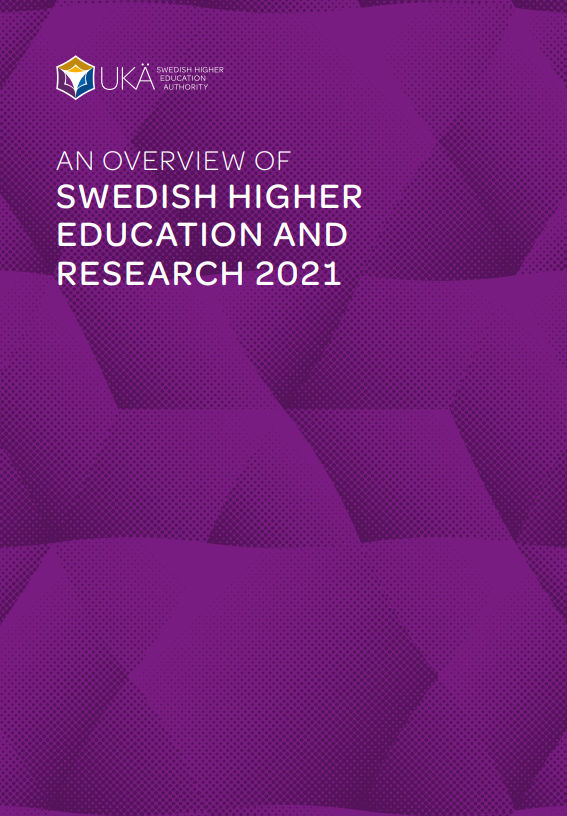 UKÄ
SWEDISH HIGHER
EDUCATION
AUTHORITY
AN OVERVIEW OF
SWEDISH HIGHER
EDUCATION AND
RESEARCH 2021